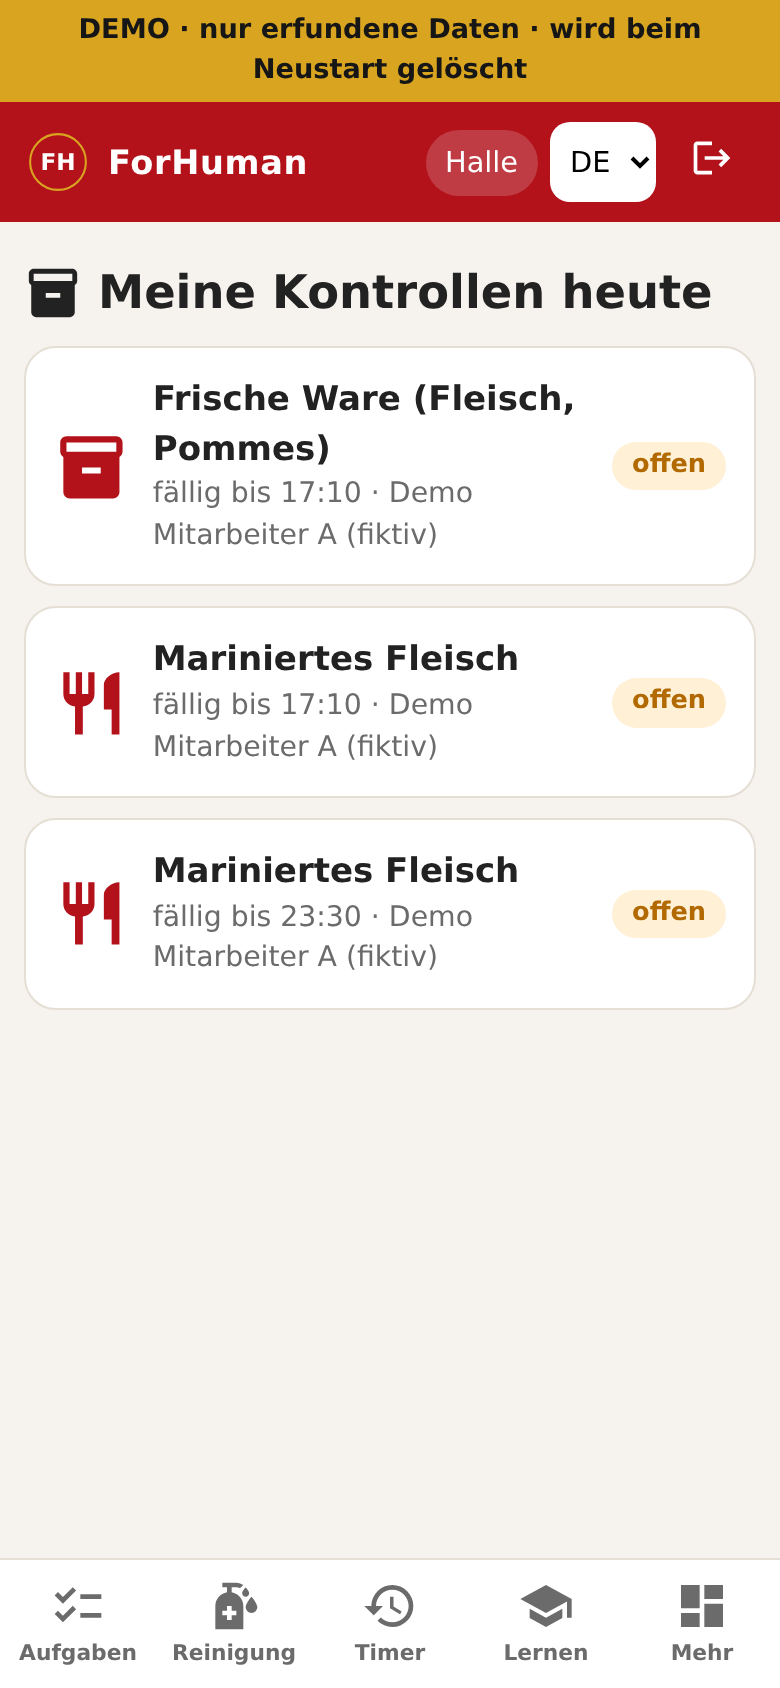 DEMO · nur erfundene Daten · wird beim
Neustart gelöscht
FH ForHuman Halle DE
Meine Kontrollen heute
Frische Ware (Fleisch,
Pommes)
fällig bis 17:10 · Demo
Mitarbeiter A (fiktiv)
offen
Mariniertes Fleisch
fällig bis 17:10 · Demo
Mitarbeiter A (fiktiv)
offen
Mariniertes Fleisch
fällig bis 23:30 · Demo
Mitarbeiter A (fiktiv)
offen
Aufgaben Reinigung Timer Lernen Mehr